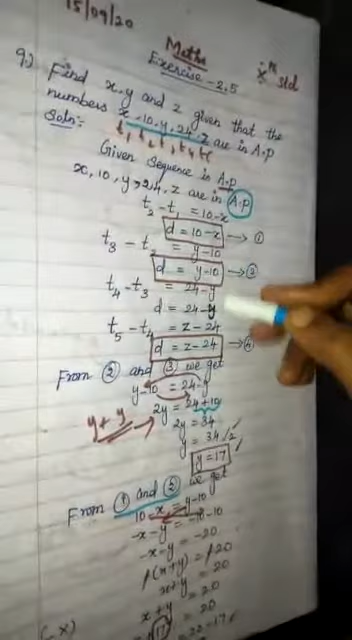 15/09/20
Maths
Exercise - 2.5
x th Std
9.) Find x, y and z given that the
numbers x, 10, y, 24, z are in A.P
Soln:-
t₁ t₂ t₃ t₄ t₅
Given Sequence is A.p
x, 10, y, 24, z are in A.p
t₂ - t₁ = 10-x
d = 10-x → ①
t₃ - t₂ = y-10
d = y-10 → ②
t₄ - t₃ = 24-y
d = 24-y
t₅ - t₄ = z-24
d = z-24 → ④
From ② and ③ we get
y-10 = 24-y
y + y → 2y = 24+10
2y = 34
y = 34/2
y = 17
From ① and ② we get
10-x = y-10
-x-y = -10-10
-x-y = -20
(x+y) = 20
x+y = 20
x+y = 20